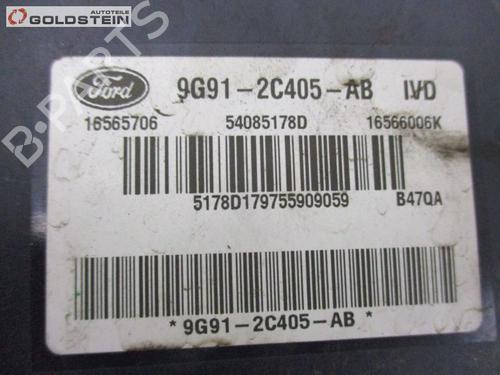 AUTOTEILE
GOLDSTEIN
B-PARTS
Ford
9G91-2C405-AB IVD
16565706 54085178D 16566006K
5178D179755909059 B47QA
*9G91-2C405-AB*